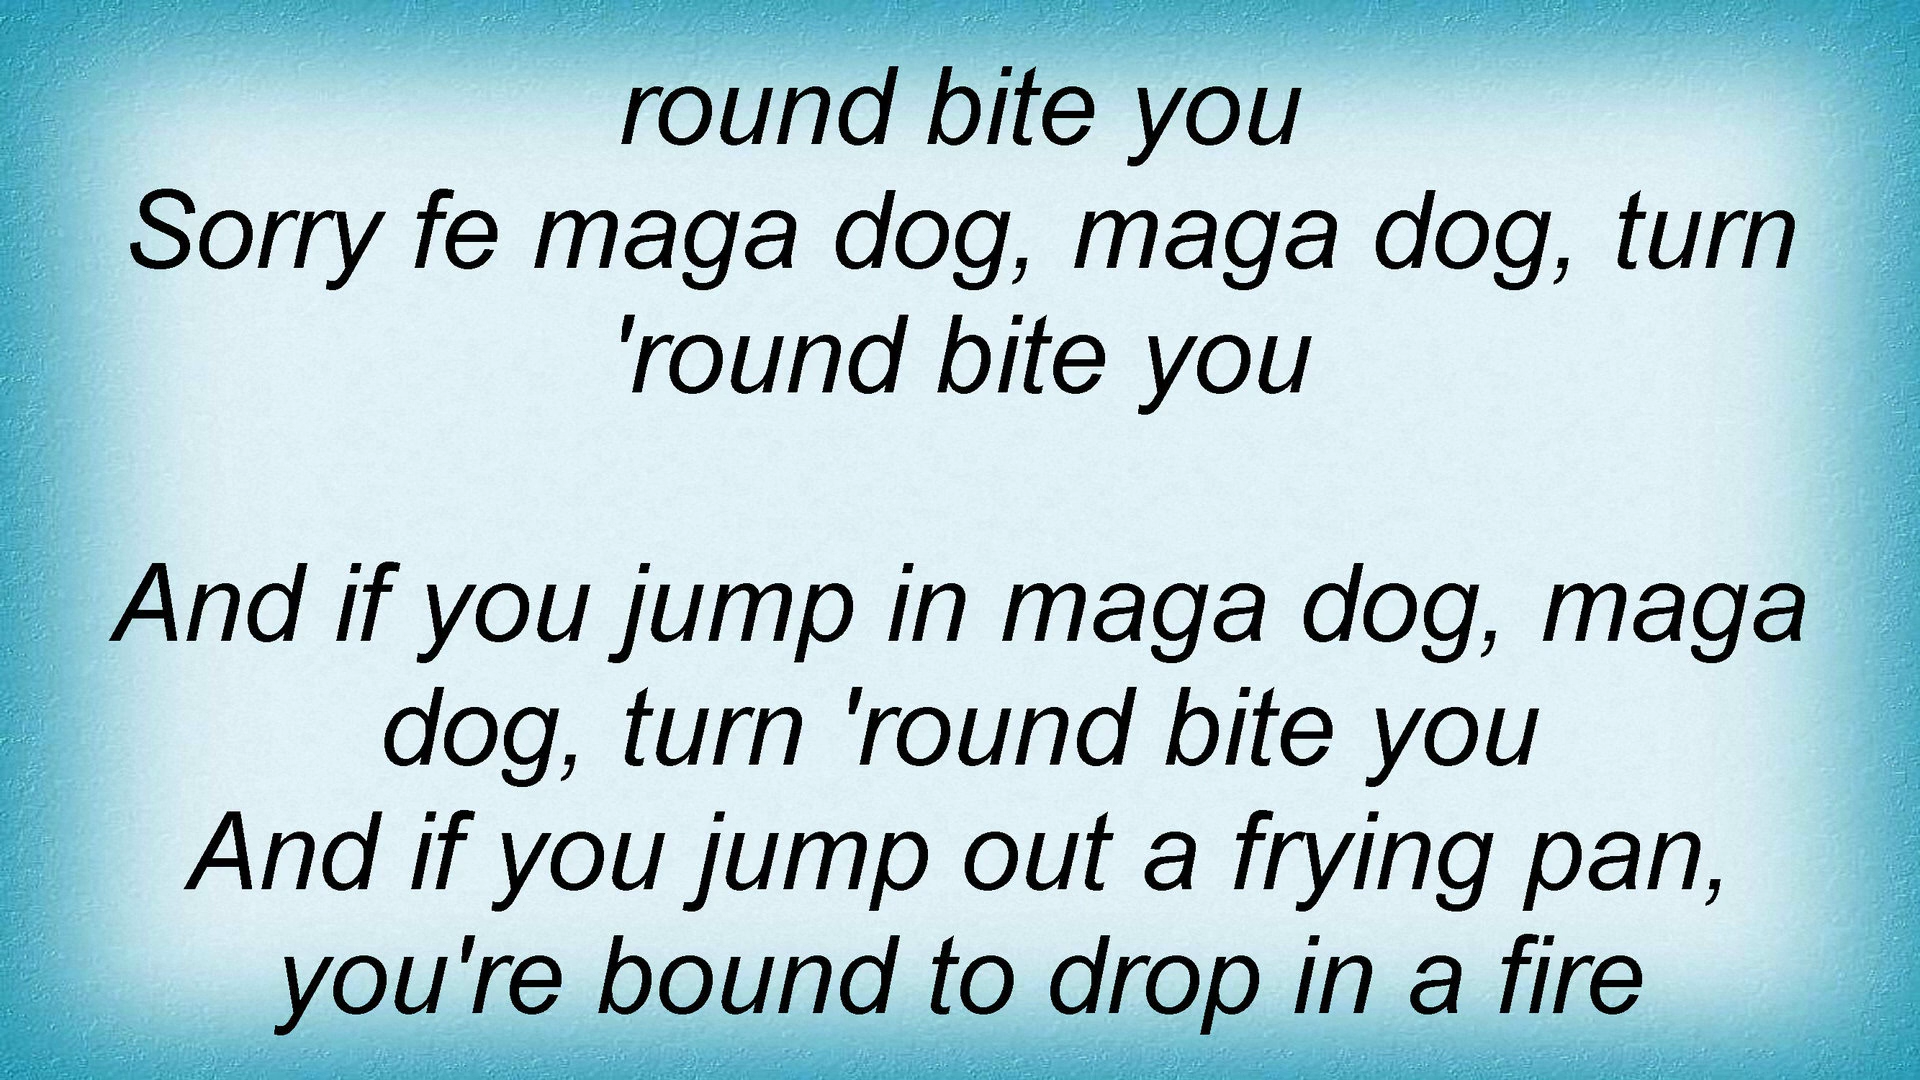 round bite you
Sorry fe maga dog, maga dog, turn
'round bite you
And if you jump in maga dog, maga
dog, turn 'round bite you
And if you jump out a frying pan,
you're bound to drop in a fire